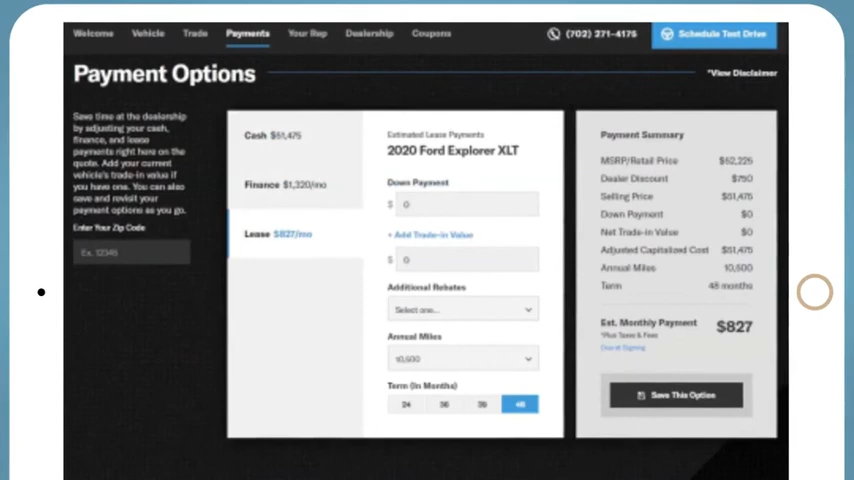 Welcome Vehicle Trade Payments Your Rep Dealership Coupons (702) 271-4175 Schedule Test Drive
Payment Options
*View Disclaimer
Save time at the dealership
by adjusting your cash,
finance, and lease
payments right here on the
quote. Add your current
vehicle's trade-in value if
you have one. You can also
save and revisit your
payment options as you go.
Enter Your Zip Code
Ex. 12345
Cash $51,475
Finance $1,320/mo
Lease $827/mo
Estimated Lease Payments
2020 Ford Explorer XLT
Down Payment
$ 0
+ Add Trade-in Value
$ 0
Additional Rebates
Select one...
Annual Miles
10,500
Term (In Months)
24 36 39 48
Payment Summary
MSRP/Retail Price $52,225
Dealer Discount $750
Selling Price $51,475
Down Payment $0
Net Trade-in Value $0
Adjusted Capitalized Cost $51,475
Annual Miles 10,500
Term 48 months
Est. Monthly Payment $827
*Plus Taxes & Fees
Due at Signing
Save This Option